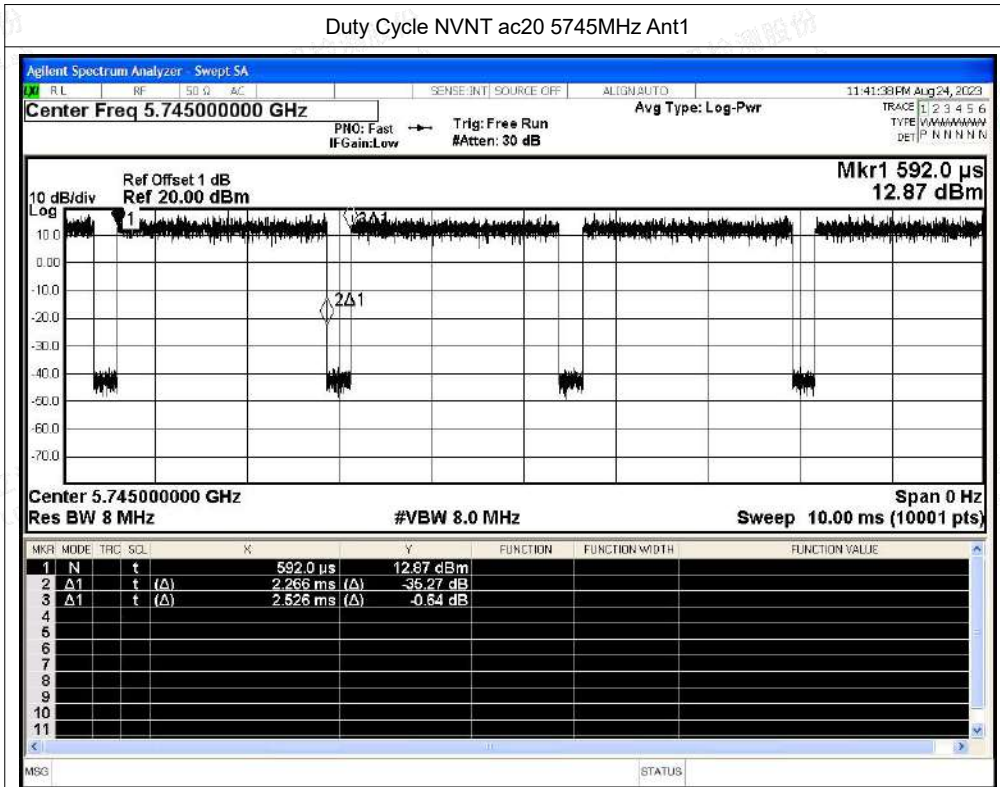 Duty Cycle NVNT ac20 5745MHz Ant1
Agilent Spectrum Analyzer - Swept SA
RL RF 50 Ω AC SENSE:INT SOURCE OFF ALIGN AUTO 11:41:38 PM Aug 24, 2023
Center Freq 5.745000000 GHz Avg Type: Log-Pwr TRACE 1 2 3 4 5 6
PNO: Fast Trig: Free Run TYPE
IFGain:Low #Atten: 30 dB DET P N N N N N
Mkr1 592.0 µs
Ref Offset 1 dB
10 dB/div Ref 20.00 dBm 12.87 dBm
Log
1 3Δ1
10.0
0.00
-10.0
2Δ1
-20.0
-30.0
-40.0
-50.0
-60.0
-70.0
Center 5.745000000 GHz Span 0 Hz
Res BW 8 MHz #VBW 8.0 MHz Sweep 10.00 ms (10001 pts)
MKR MODE TRC SCL X Y FUNCTION FUNCTION WIDTH FUNCTION VALUE
1 N t 592.0 µs 12.87 dBm
2 Δ1 t (Δ) 2.266 ms (Δ) -35.27 dB
3 Δ1 t (Δ) 2.526 ms (Δ) -0.64 dB
4
5
6
7
8
9
10
11
MSG STATUS